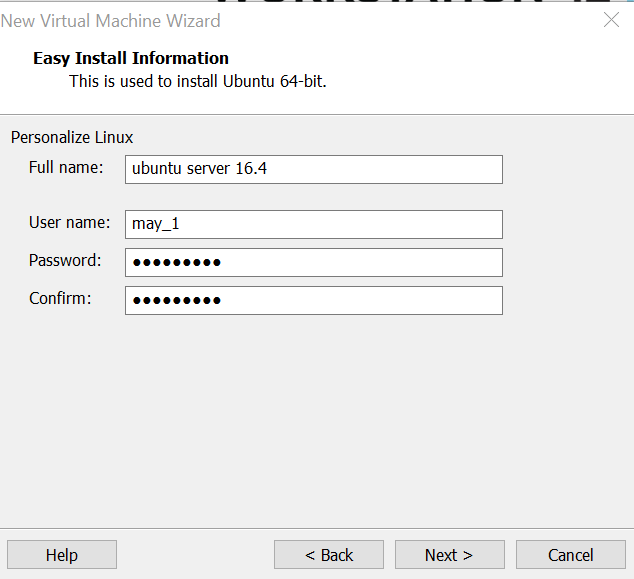 New Virtual Machine Wizard
Easy Install Information
This is used to install Ubuntu 64-bit.
Personalize Linux
Full name: ubuntu server 16.4
User name: may_1
Password: ●●●●●●●●●
Confirm: ●●●●●●●●●
Help < Back Next > Cancel